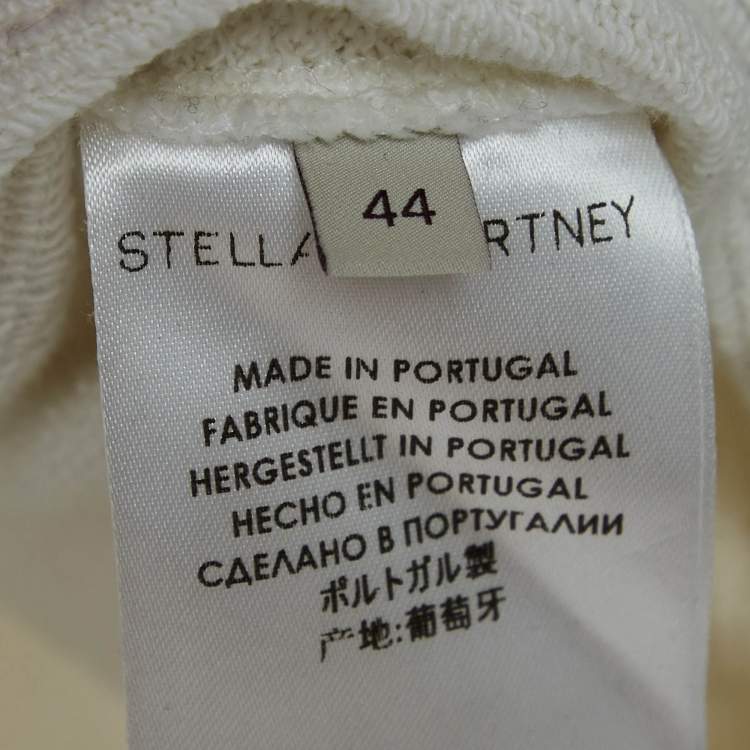 44
STELLA RTNEY
MADE IN PORTUGAL
FABRIQUE EN PORTUGAL
HERGESTELLT IN PORTUGAL
HECHO EN PORTUGAL
СДЕЛАНО В ПОРТУГАЛИИ
ポルトガル製
产地:葡萄牙